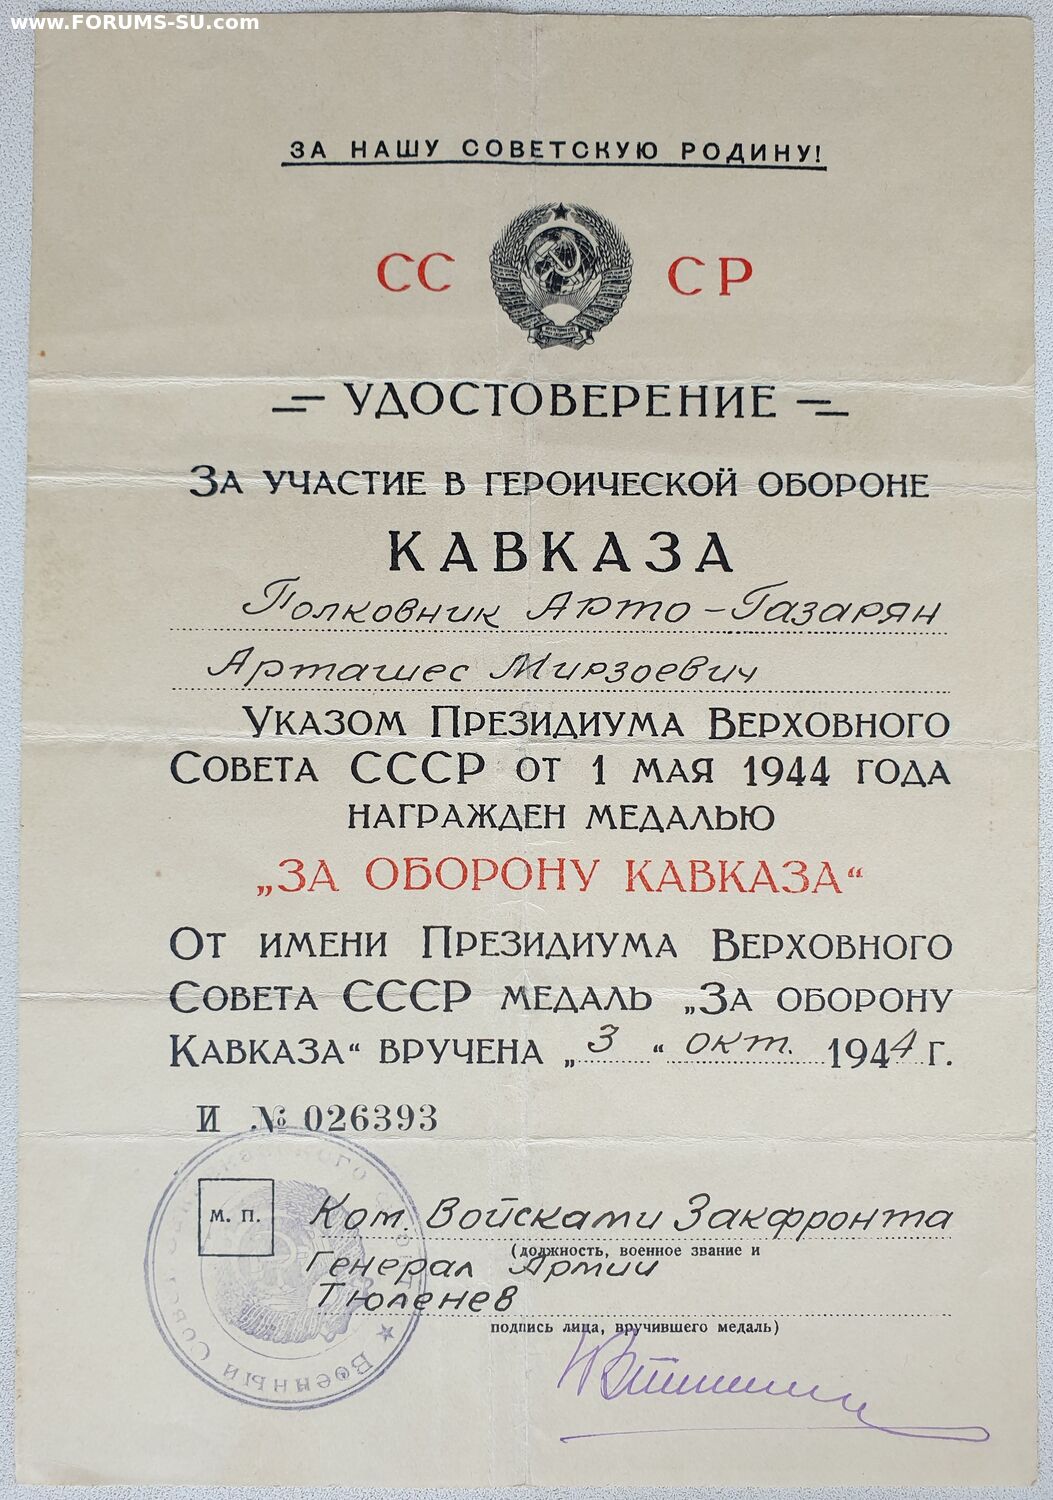 www.FORUMS-SU.com
ЗА НАШУ СОВЕТСКУЮ РОДИНУ!
СС СР
УДОСТОВЕРЕНИЕ
ЗА УЧАСТИЕ В ГЕРОИЧЕСКОЙ ОБОРОНЕ
КАВКАЗА
Полковник Арто-Газарян
Арташес Мирзоевич
УКАЗОМ ПРЕЗИДИУМА ВЕРХОВНОГО
СОВЕТА СССР ОТ 1 МАЯ 1944 ГОДА
НАГРАЖДЕН МЕДАЛЬЮ
„ЗА ОБОРОНУ КАВКАЗА“
ОТ ИМЕНИ ПРЕЗИДИУМА ВЕРХОВНОГО
СОВЕТА СССР МЕДАЛЬ „ЗА ОБОРОНУ
КАВКАЗА“ ВРУЧЕНА „3“ окт. 1944 Г.
И № 026393
М. П.
Ком. Войсками Закфронта
(должность, военное звание и
Генерал Армии
Тюленев
подпись лица, вручившего медаль)
Военный Совет